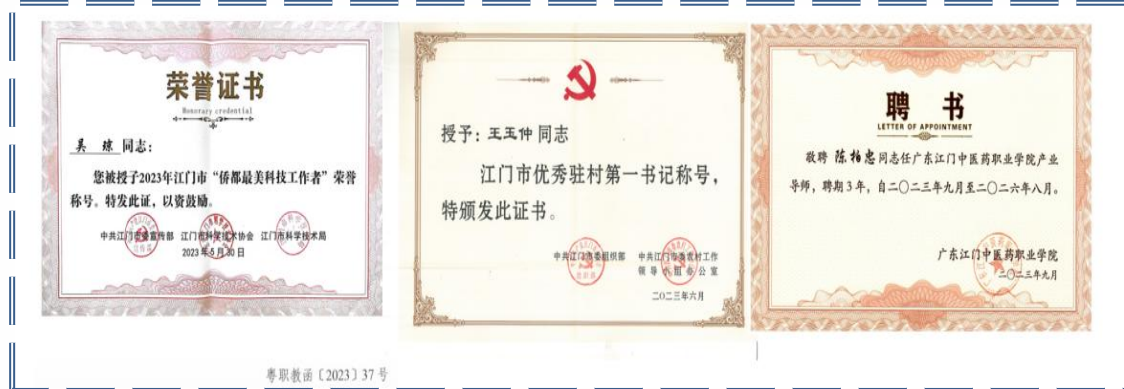 荣誉证书
Honorary credential
吴 琼 同志:
您被授予2023年江门市“侨都最美科技工作者”荣誉
称号。特发此证,以资鼓励。
中共江门市委宣传部 江门市科学技术协会 江门市科学技术局
2023年5月30日
授予:王玉仲同志
江门市优秀驻村第一书记称号,
特颁发此证书。
中共江门市委组织部 中共江门市委农村工作
领导小组办公室
二〇二三年六月
聘 书
LETTER OF APPOINTMENT
敬聘陈柏忠同志任广东江门中医药职业学院产业
导师,聘期3年,自二〇二三年九月至二〇二六年八月。
广东江门中医药职业学院
二〇二三年九月
粤职教函〔2023〕37号